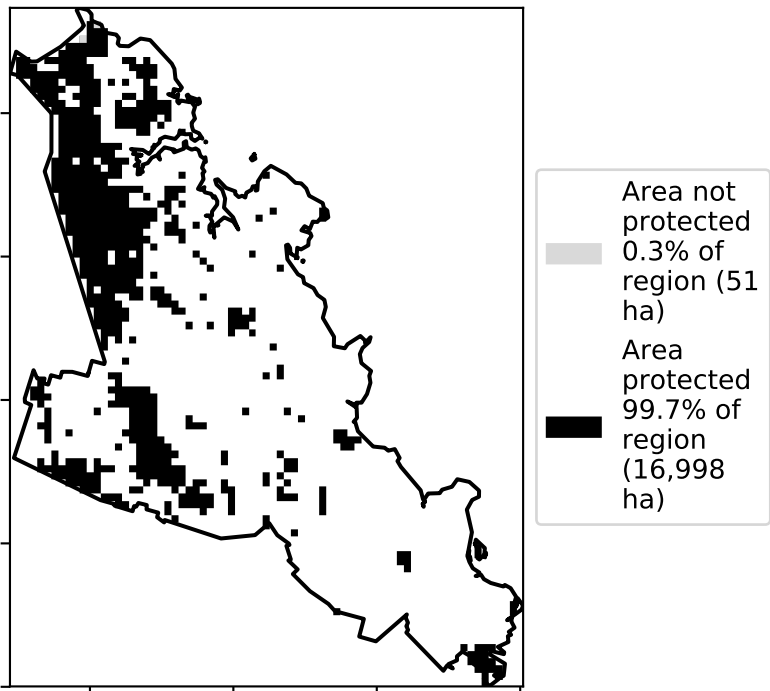 Area not
protected
0.3% of
region (51
ha)
Area
protected
99.7% of
region
(16,998
ha)